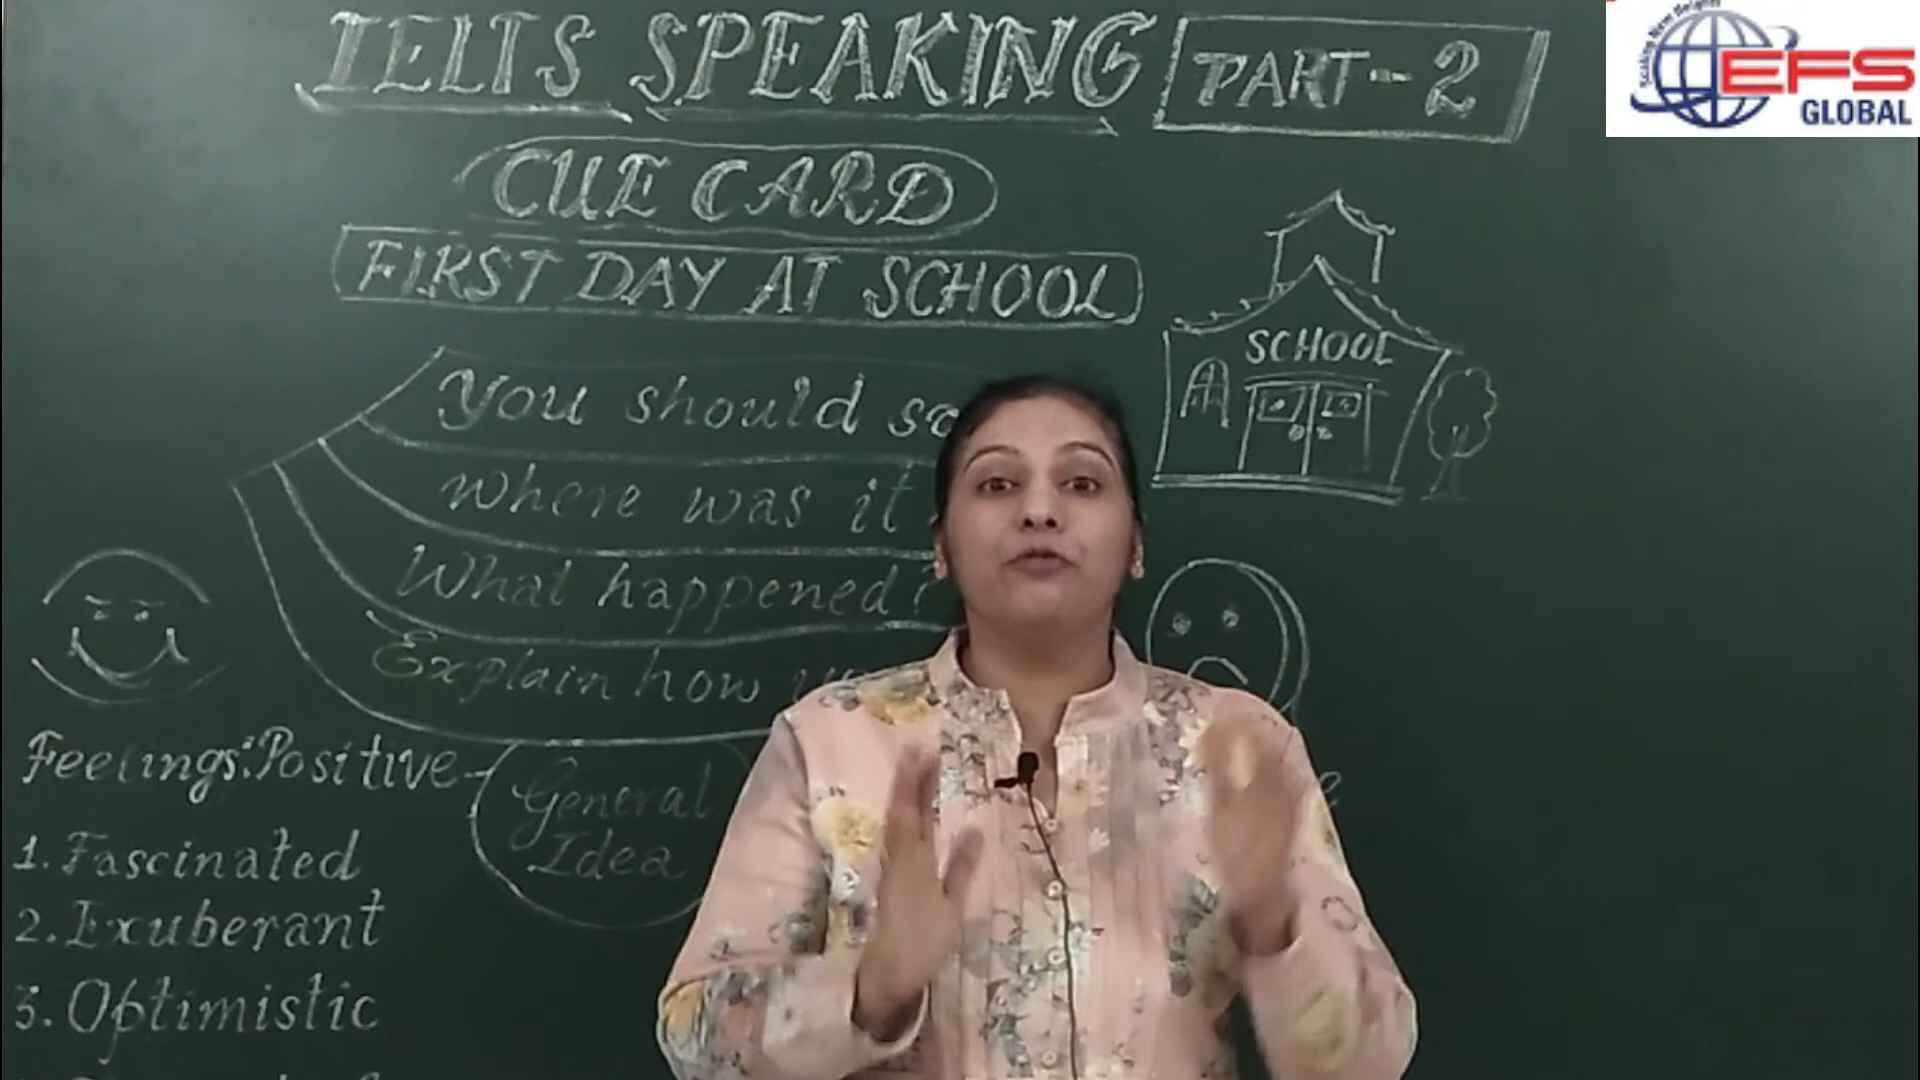 IELTS SPEAKING PART-2
EFS
GLOBAL
CUE CARD
FIRST DAY AT SCHOOL
SCHOOL
You should
Where was it
What happened?
Explain how
Feelings: Positive
General
Idea
1. Fascinated
2. Exuberant
3. Optimistic